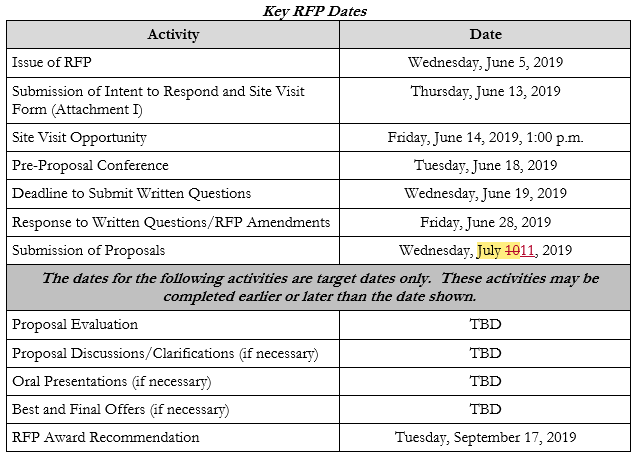 Key RFP Dates
Activity Date
Issue of RFP Wednesday, June 5, 2019
Submission of Intent to Respond and Site Visit Thursday, June 13, 2019
Form (Attachment I)
Site Visit Opportunity Friday, June 14, 2019, 1:00 p.m.
Pre-Proposal Conference Tuesday, June 18, 2019
Deadline to Submit Written Questions Wednesday, June 19, 2019
Response to Written Questions/RFP Amendments Friday, June 28, 2019
Submission of Proposals Wednesday, July 1011, 2019
The dates for the following activities are target dates only. These activities may be
completed earlier or later than the date shown.
Proposal Evaluation TBD
Proposal Discussions/Clarifications (if necessary) TBD
Oral Presentations (if necessary) TBD
Best and Final Offers (if necessary) TBD
RFP Award Recommendation Tuesday, September 17, 2019